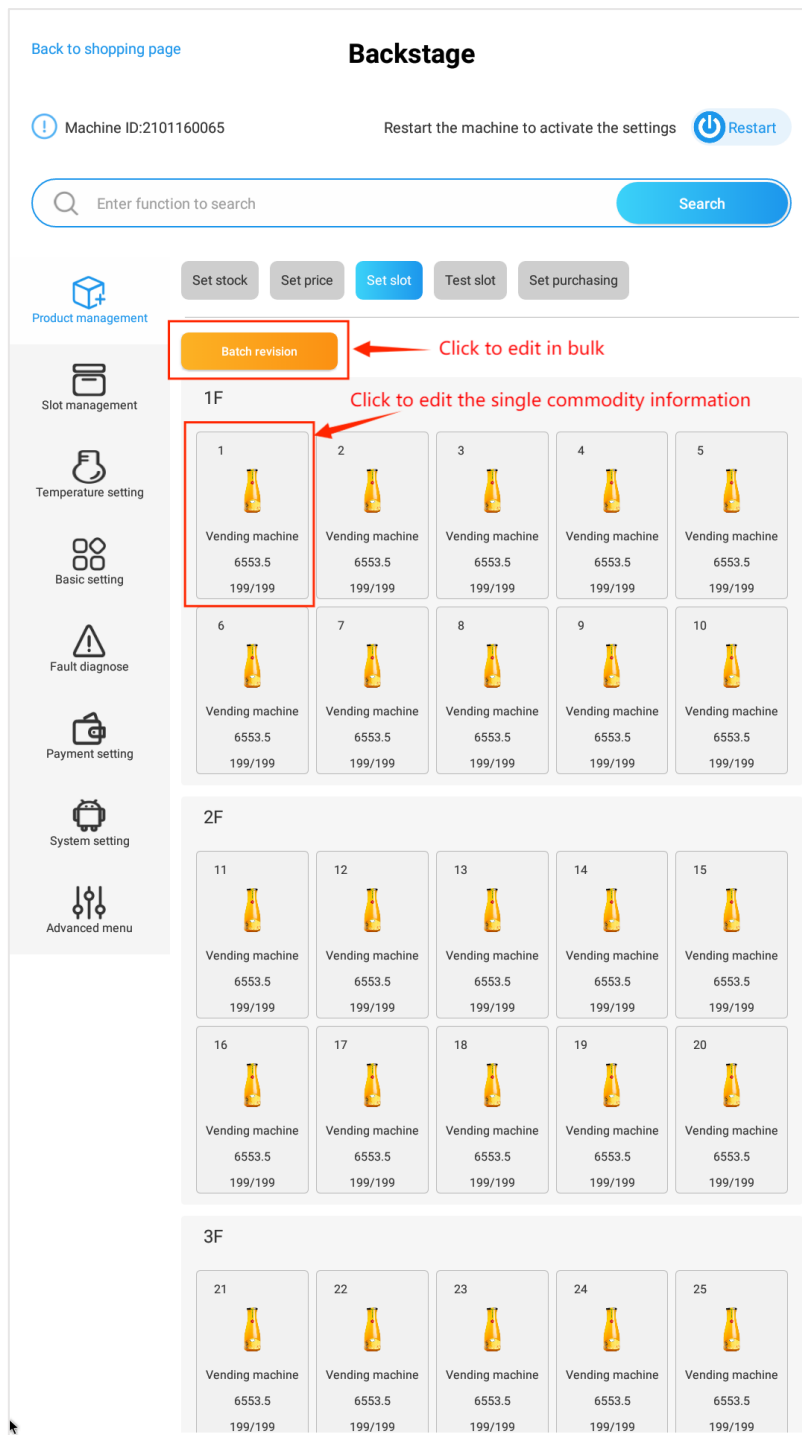 Back to shopping page
Backstage
Machine ID:2101160065
Restart the machine to activate the settings
Restart
Enter function to search
Search
Product management
Slot management
Temperature setting
Basic setting
Fault diagnose
Payment setting
System setting
Advanced menu
Set stock Set price Set slot Test slot Set purchasing
Batch revision
Click to edit in bulk
1F
Click to edit the single commodity information
1 2 3 4 5
Vending machine Vending machine Vending machine Vending machine Vending machine
6553.5 6553.5 6553.5 6553.5 6553.5
199/199 199/199 199/199 199/199 199/199
6 7 8 9 10
Vending machine Vending machine Vending machine Vending machine Vending machine
6553.5 6553.5 6553.5 6553.5 6553.5
199/199 199/199 199/199 199/199 199/199
2F
11 12 13 14 15
Vending machine Vending machine Vending machine Vending machine Vending machine
6553.5 6553.5 6553.5 6553.5 6553.5
199/199 199/199 199/199 199/199 199/199
16 17 18 19 20
Vending machine Vending machine Vending machine Vending machine Vending machine
6553.5 6553.5 6553.5 6553.5 6553.5
199/199 199/199 199/199 199/199 199/199
3F
21 22 23 24 25
Vending machine Vending machine Vending machine Vending machine Vending machine
6553.5 6553.5 6553.5 6553.5 6553.5
199/199 199/199 199/199 199/199 199/199